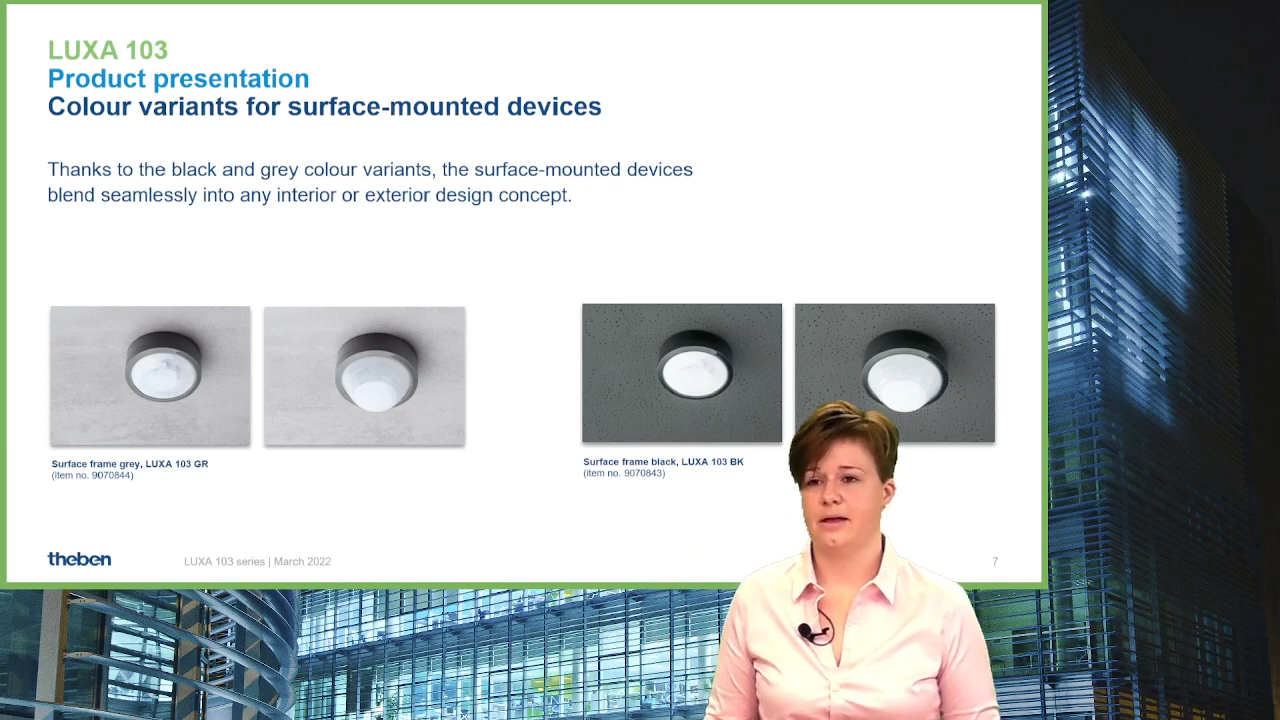 LUXA 103
Product presentation
Colour variants for surface-mounted devices
Thanks to the black and grey colour variants, the surface-mounted devices
blend seamlessly into any interior or exterior design concept.
Surface frame grey, LUXA 103 GR
(item no. 9070844)
Surface frame black, LUXA 103 BK
(item no. 9070843)
theben
LUXA 103 series | March 2022
7